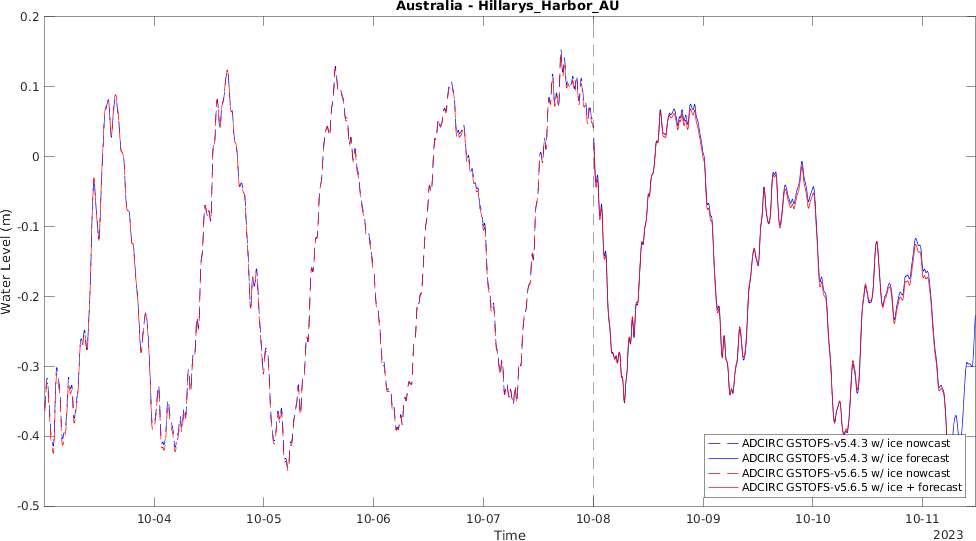 Australia - Hillarys_Harbor_AU
0.2
0.1
0
-0.1
-0.2
-0.3
-0.4
-0.5
Water Level (m)
10-04
10-05
10-06
10-07
10-08
10-09
10-10
10-11
Time
2023
ADCIRC GSTOFS-v5.4.3 w/ ice nowcast
ADCIRC GSTOFS-v5.4.3 w/ ice forecast
ADCIRC GSTOFS-v5.6.5 w/ ice nowcast
ADCIRC GSTOFS-v5.6.5 w/ ice + forecast